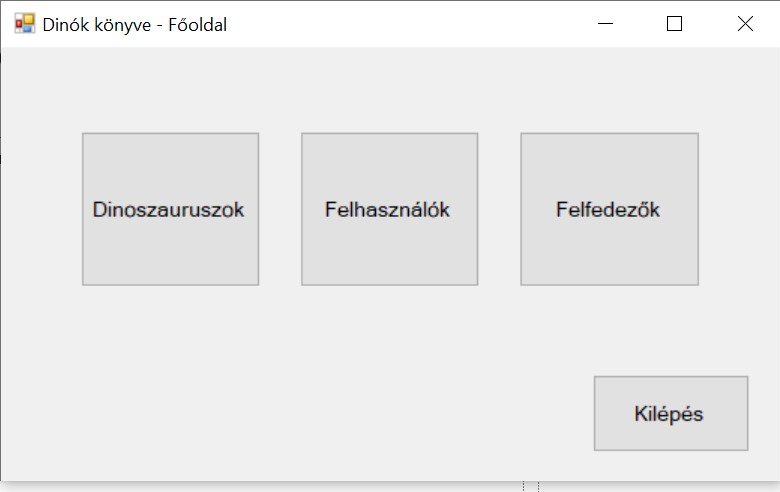 Dinók könyve - Főoldal
Dinoszauruszok
Felhasználók
Felfedezők
Kilépés